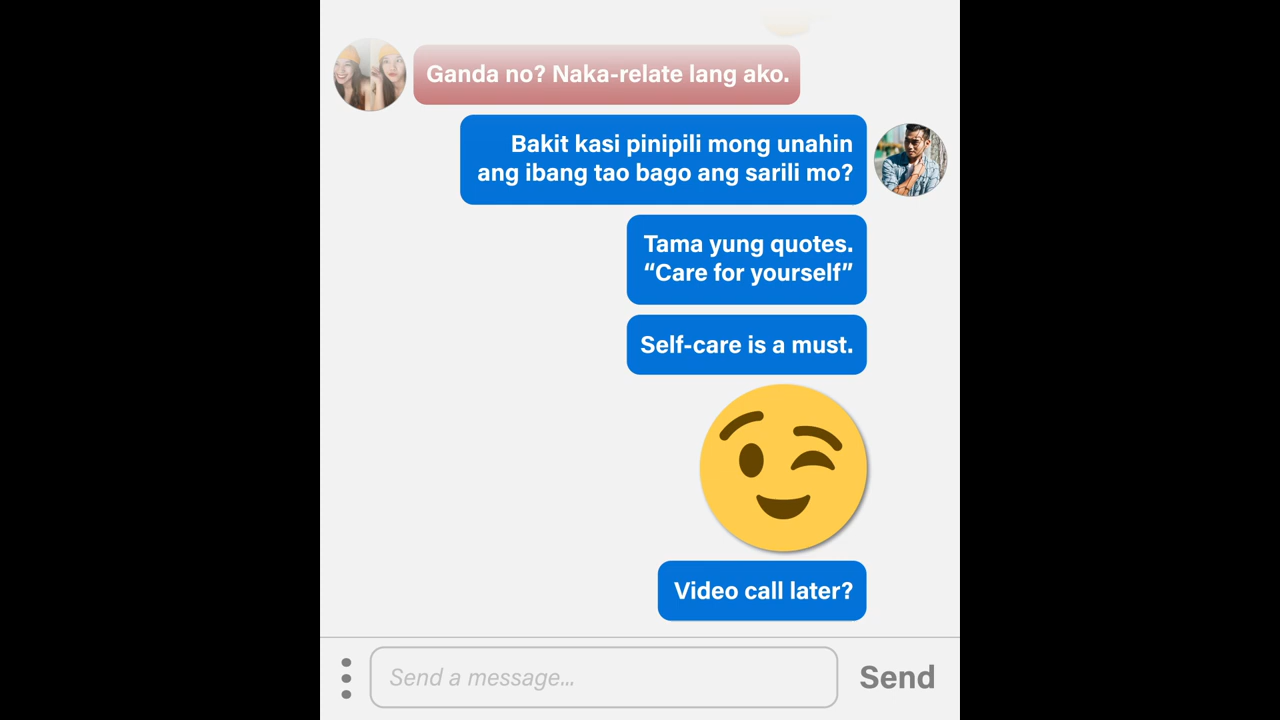 Ganda no? Naka-relate lang ako.
Bakit kasi pinipili mong unahin
ang ibang tao bago ang sarili mo?
Tama yung quotes.
“Care for yourself”
Self-care is a must.
Video call later?
Send a message...
Send